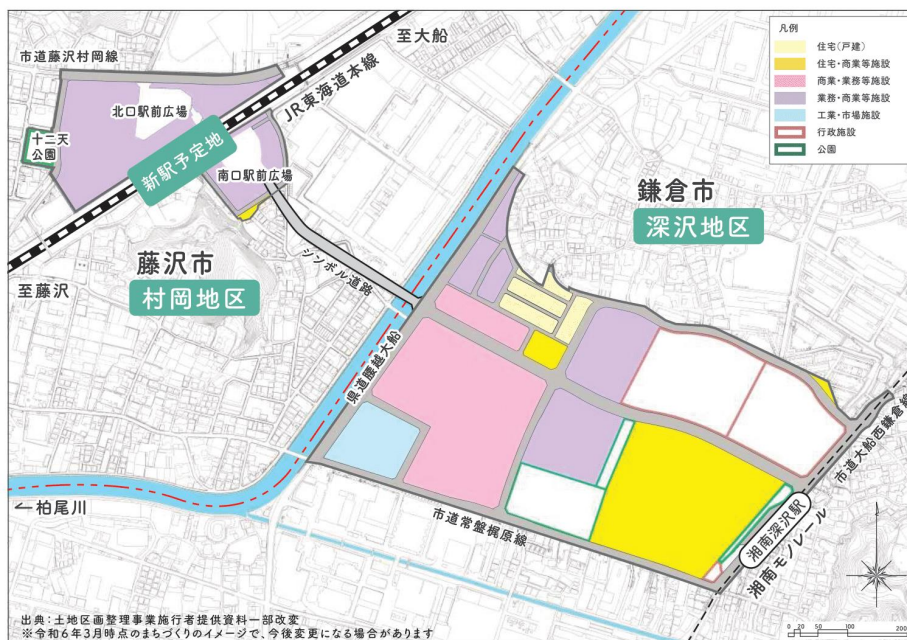 市道藤沢村岡線
至大船
JR東海道本線
北口駅前広場
十二天
公園
新駅予定地
南口駅前広場
藤沢市
村岡地区
至藤沢
シンボル道路
県道腰越大船
鎌倉市
深沢地区
凡例
住宅(戸建)
住宅・商業等施設
商業・業務等施設
業務・商業等施設
工業・市場施設
行政施設
公園
市道大船西鎌倉線
湘南深沢駅
湘南モノレール
市道常盤梶原線
←柏尾川
出典:土地区画整理事業施行者提供資料一部改変
※令和6年3月時点のまちづくりのイメージで、今後変更になる場合があります
0 20 50 100 200